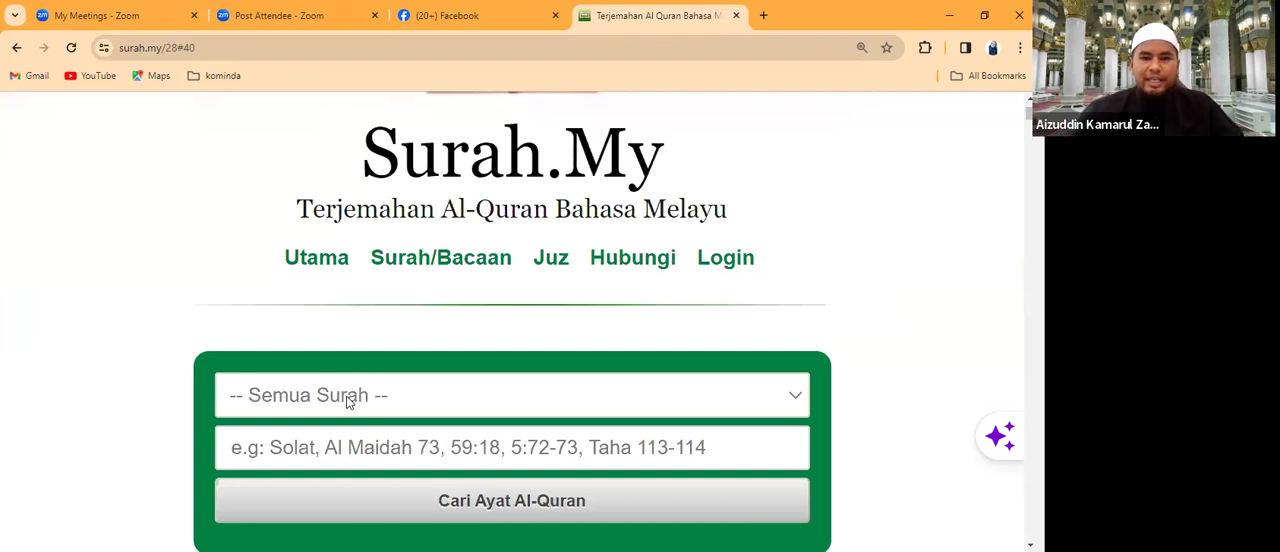 My Meetings - Zoom
Post Attendee - Zoom
(20+) Facebook
Terjemahan Al Quran Bahasa M
surah.my/28#40
Gmail
YouTube
Maps
kominda
All Bookmarks
Aizuddin Kamarul Za...
Surah.My
Terjemahan Al-Quran Bahasa Melayu
Utama Surah/Bacaan Juz Hubungi Login
-- Semua Surah --
e.g: Solat, Al Maidah 73, 59:18, 5:72-73, Taha 113-114
Cari Ayat Al-Quran